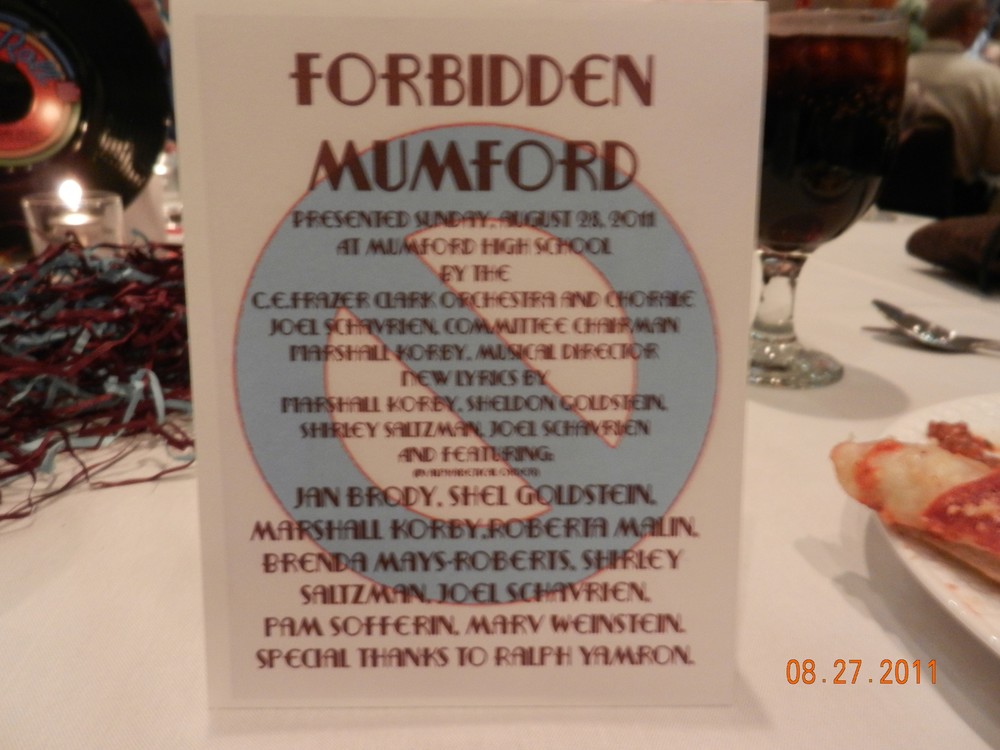 FORBIDDEN
MUMFORD
PRESENTED SUNDAY, AUGUST 28, 2011
AT MUMFORD HIGH SCHOOL
BY THE
C.E.FRAZER CLARK ORCHESTRA AND CHORALE
JOEL SCHAVRIEN, COMMITTEE CHAIRMAN
MARSHALL KORBY, MUSICAL DIRECTOR
NEW LYRICS BY
MARSHALL KORBY, SHELDON GOLDSTEIN,
SHIRLEY SALTZMAN, JOEL SCHAVRIEN
AND FEATURING:
(IN ALPHABETICAL ORDER)
JAN BRODY, SHEL GOLDSTEIN,
MARSHALL KORBY,ROBERTA MALIN,
BRENDA MAYS-ROBERTS, SHIRLEY
SALTZMAN, JOEL SCHAVRIEN,
PAM SOFFERIN, MARV WEINSTEIN.
SPECIAL THANKS TO RALPH YAMRON.
08.27.2011